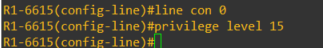 R1-6615(config-line)#line con 0
R1-6615(config-line)#privilege level 15
R1-6615(config-line)#